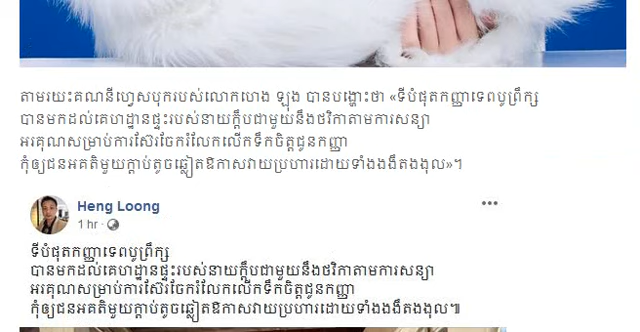 តាមរយះគណនីហ្វេសបុករបស់លោកហេង ឡុង បានបង្ហោះថា «ទីបំផុតកញ្ញាទេពបូព្រឹក្ស
បានមកដល់គេហដ្ឋានផ្ទះរបស់នាយក្តឹបជាមួយនឹងថវិកាតាមការសន្យា
អរគុណសម្រាប់ការស៊ែរចែករំលែកលើកទឹកចិត្តជូនកញ្ញា
កុំឲ្យជនអគតិមួយក្តាប់តូចឆ្លៀតឱកាសវាយប្រហារដោយទាំងងងឹតងងុល»។
Heng Loong
1 hr ·
ទីបំផុតកញ្ញាទេពបូព្រឹក្ស
បានមកដល់គេហដ្ឋានផ្ទះរបស់នាយក្តឹបជាមួយនឹងថវិកាតាមការសន្យា
អរគុណសម្រាប់ការស៊ែរចែករំលែកលើកទឹកចិត្តជូនកញ្ញា
កុំឲ្យជនអគតិមួយក្តាប់តូចឆ្លៀតឱកាសវាយប្រហារដោយទាំងងងឹតងងុល៕